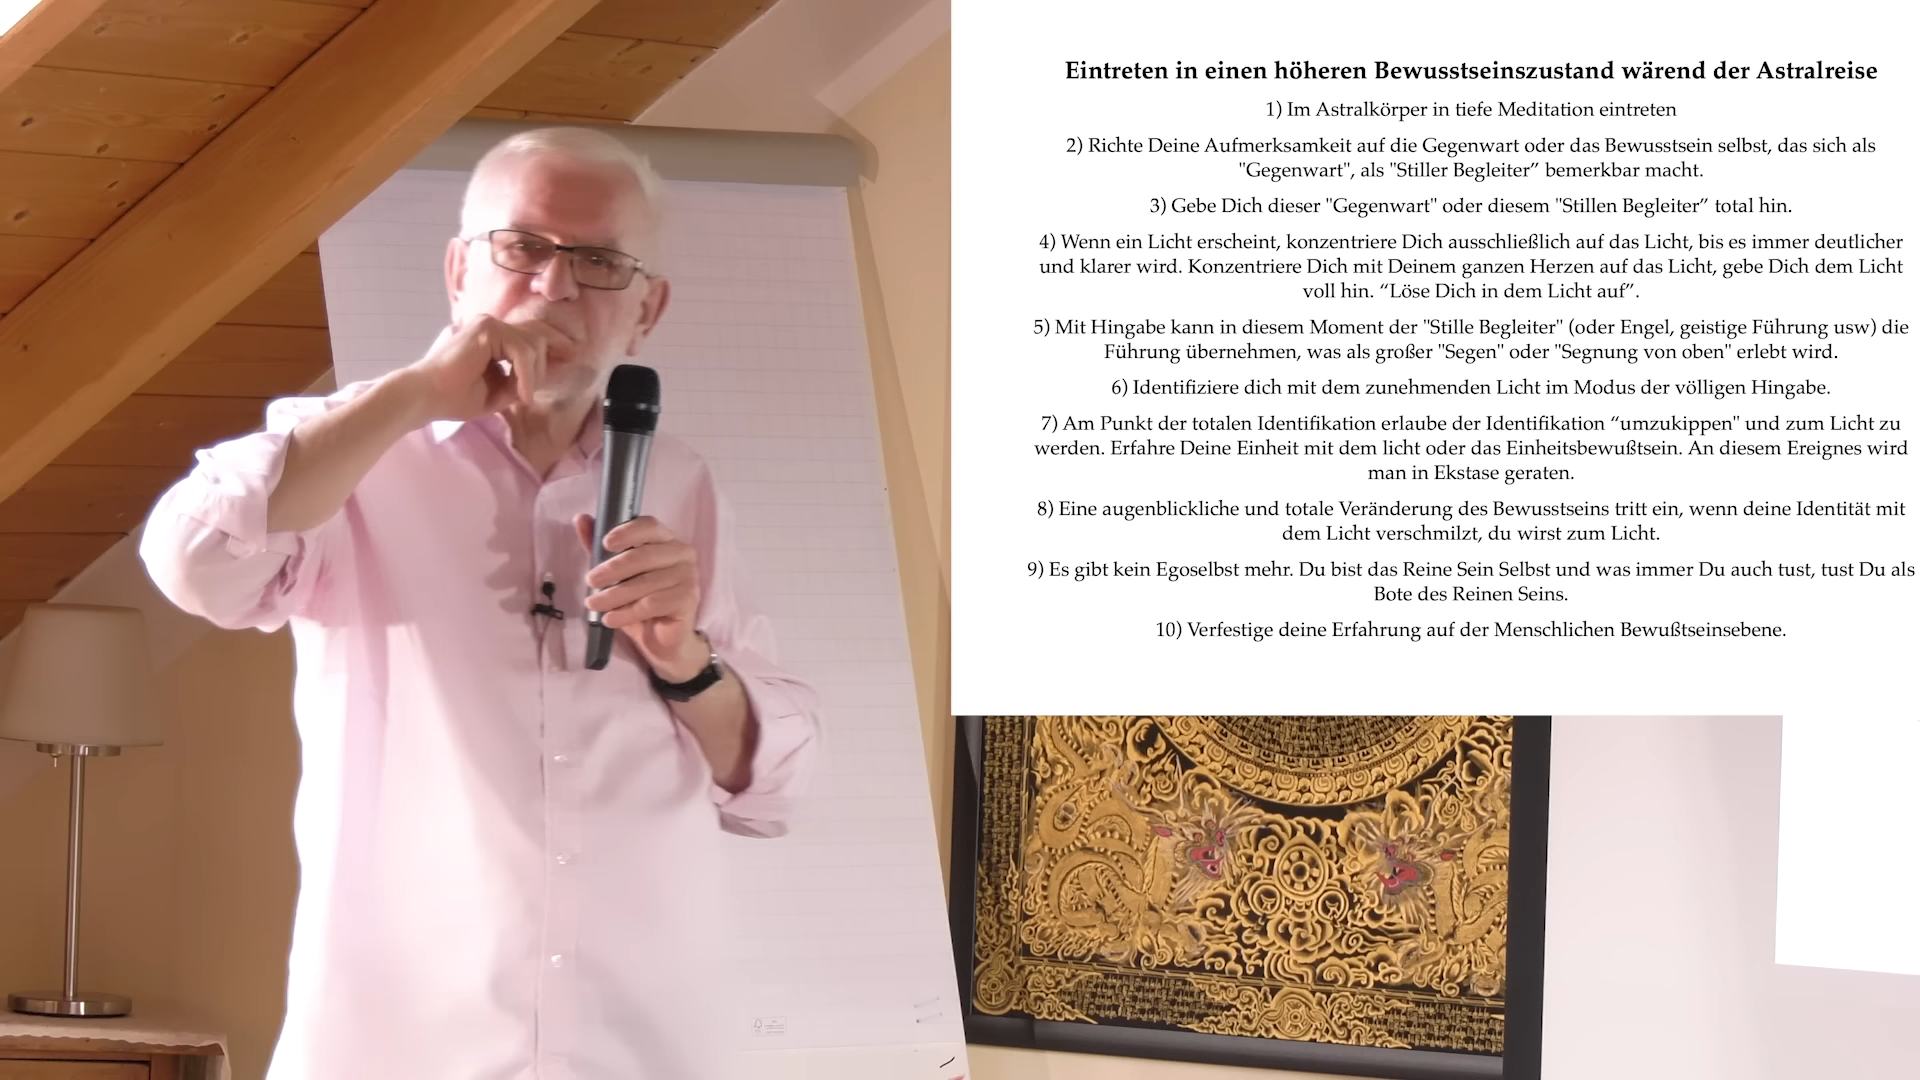 Eintreten in einen höheren Bewusstseinszustand wärend der Astralreise
1) Im Astralkörper in tiefe Meditation eintreten
2) Richte Deine Aufmerksamkeit auf die Gegenwart oder das Bewusstsein selbst, das sich als
"Gegenwart", als "Stiller Begleiter” bemerkbar macht.
3) Gebe Dich dieser "Gegenwart" oder diesem "Stillen Begleiter” total hin.
4) Wenn ein Licht erscheint, konzentriere Dich ausschließlich auf das Licht, bis es immer deutlicher
und klarer wird. Konzentriere Dich mit Deinem ganzen Herzen auf das Licht, gebe Dich dem Licht
voll hin. “Löse Dich in dem Licht auf”.
5) Mit Hingabe kann in diesem Moment der "Stille Begleiter" (oder Engel, geistige Führung usw) die
Führung übernehmen, was als großer "Segen" oder "Segnung von oben" erlebt wird.
6) Identifiziere dich mit dem zunehmenden Licht im Modus der völligen Hingabe.
7) Am Punkt der totalen Identifikation erlaube der Identifikation “umzukippen" und zum Licht zu
werden. Erfahre Deine Einheit mit dem licht oder das Einheitsbewußtsein. An diesem Ereignes wird
man in Ekstase geraten.
8) Eine augenblickliche und totale Veränderung des Bewusstseins tritt ein, wenn deine Identität mit
dem Licht verschmilzt, du wirst zum Licht.
9) Es gibt kein Egoselbst mehr. Du bist das Reine Sein Selbst und was immer Du auch tust, tust Du als
Bote des Reinen Seins.
10) Verfestige deine Erfahrung auf der Menschlichen Bewußtseinsebene.